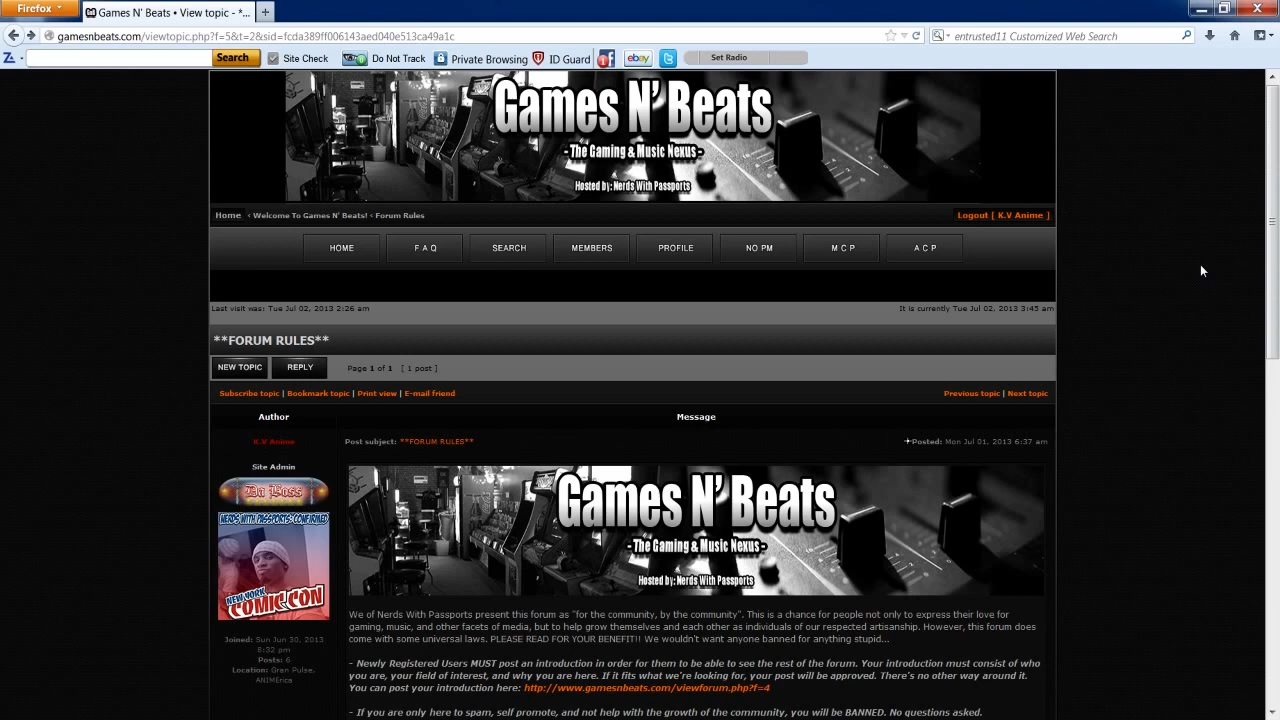 Firefox
Games N' Beats • View topic - *...
gamesnbeats.com/viewtopic.php?f=5&t=2&sid=fcda389ff006143aed040e513ca49a1c
entrusted11 Customized Web Search
Search
Site Check
Do Not Track
Private Browsing
ID Guard
ebay
Set Radio
Games N' Beats
- The Gaming & Music Nexus -
Hosted by: Nerds With Passports
Home ‹ Welcome To Games N' Beats! ‹ Forum Rules
Logout [ K.V Anime ]
HOME
F A Q
SEARCH
MEMBERS
PROFILE
NO PM
M C P
A C P
Last visit was: Tue Jul 02, 2013 2:26 am
It is currently Tue Jul 02, 2013 3:45 am
**FORUM RULES**
NEW TOPIC
REPLY
Page 1 of 1 [ 1 post ]
Subscribe topic | Bookmark topic | Print view | E-mail friend
Previous topic | Next topic
Author
Message
K.V Anime
Post subject: **FORUM RULES**
Posted: Mon Jul 01, 2013 6:37 am
Site Admin
Da Boss
NERDS WITH PASSPORTS: CONFIRMED
NEW YORK
COMIC CON
Joined: Sun Jun 30, 2013
8:32 pm
Posts: 6
Location: Gran Pulse,
ANIMErica
Games N' Beats
- The Gaming & Music Nexus -
Hosted by: Nerds With Passports
We of Nerds With Passports present this forum as "for the community, by the community". This is a chance for people not only to express their love for
gaming, music, and other facets of media, but to help grow themselves and each other as individuals of our respected artisanship. However, this forum does
come with some universal laws. PLEASE READ FOR YOUR BENEFIT!! We wouldn't want anyone banned for anything stupid...
- Newly Registered Users MUST post an introduction in order for them to be able to see the rest of the forum. Your introduction must consist of who
you are, your field of interest, and why you are here. If it fits what we're looking for, your post will be approved. There's no other way around it.
You can post your introduction here: http://www.gamesnbeats.com/viewforum.php?f=4
- If you are only here to spam, self promote, and not help with the growth of the community, you will be BANNED. No questions asked.